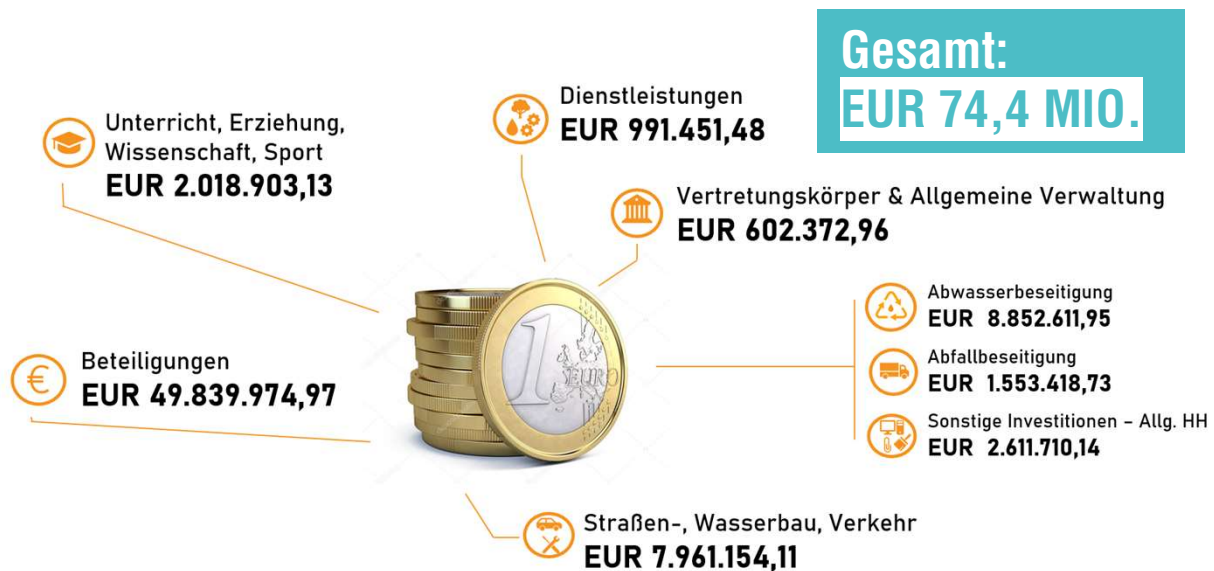 Gesamt:
EUR 74,4 MIO.
Dienstleistungen
EUR 991.451,48
Unterricht, Erziehung,
Wissenschaft, Sport
EUR 2.018.903,13
Vertretungskörper & Allgemeine Verwaltung
EUR 602.372,96
Abwasserbeseitigung
EUR 8.852.611,95
Beteiligungen
EUR 49.839.974,97
Abfallbeseitigung
EUR 1.553.418,73
Sonstige Investitionen – Allg. HH
EUR 2.611.710,14
Straßen-, Wasserbau, Verkehr
EUR 7.961.154,11
1
EURO
€